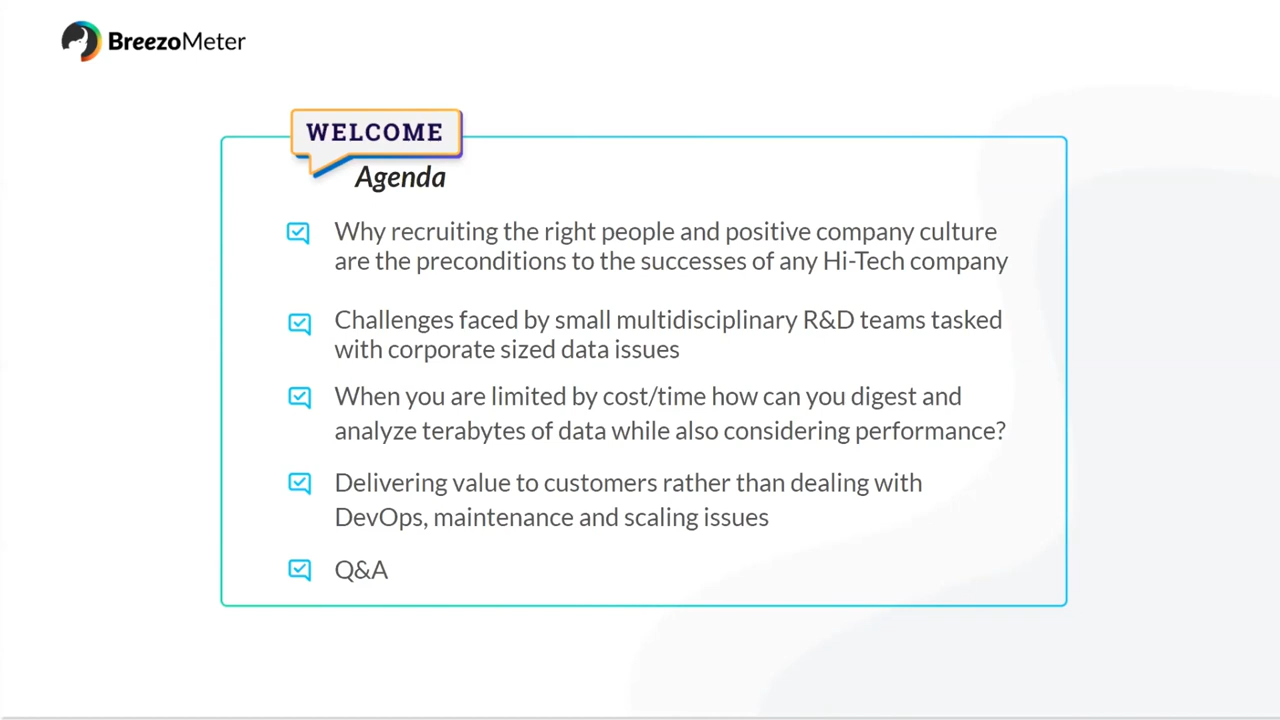 BreezoMeter
WELCOME
Agenda
Why recruiting the right people and positive company culture
are the preconditions to the successes of any Hi-Tech company
Challenges faced by small multidisciplinary R&D teams tasked
with corporate sized data issues
When you are limited by cost/time how can you digest and
analyze terabytes of data while also considering performance?
Delivering value to customers rather than dealing with
DevOps, maintenance and scaling issues
Q&A